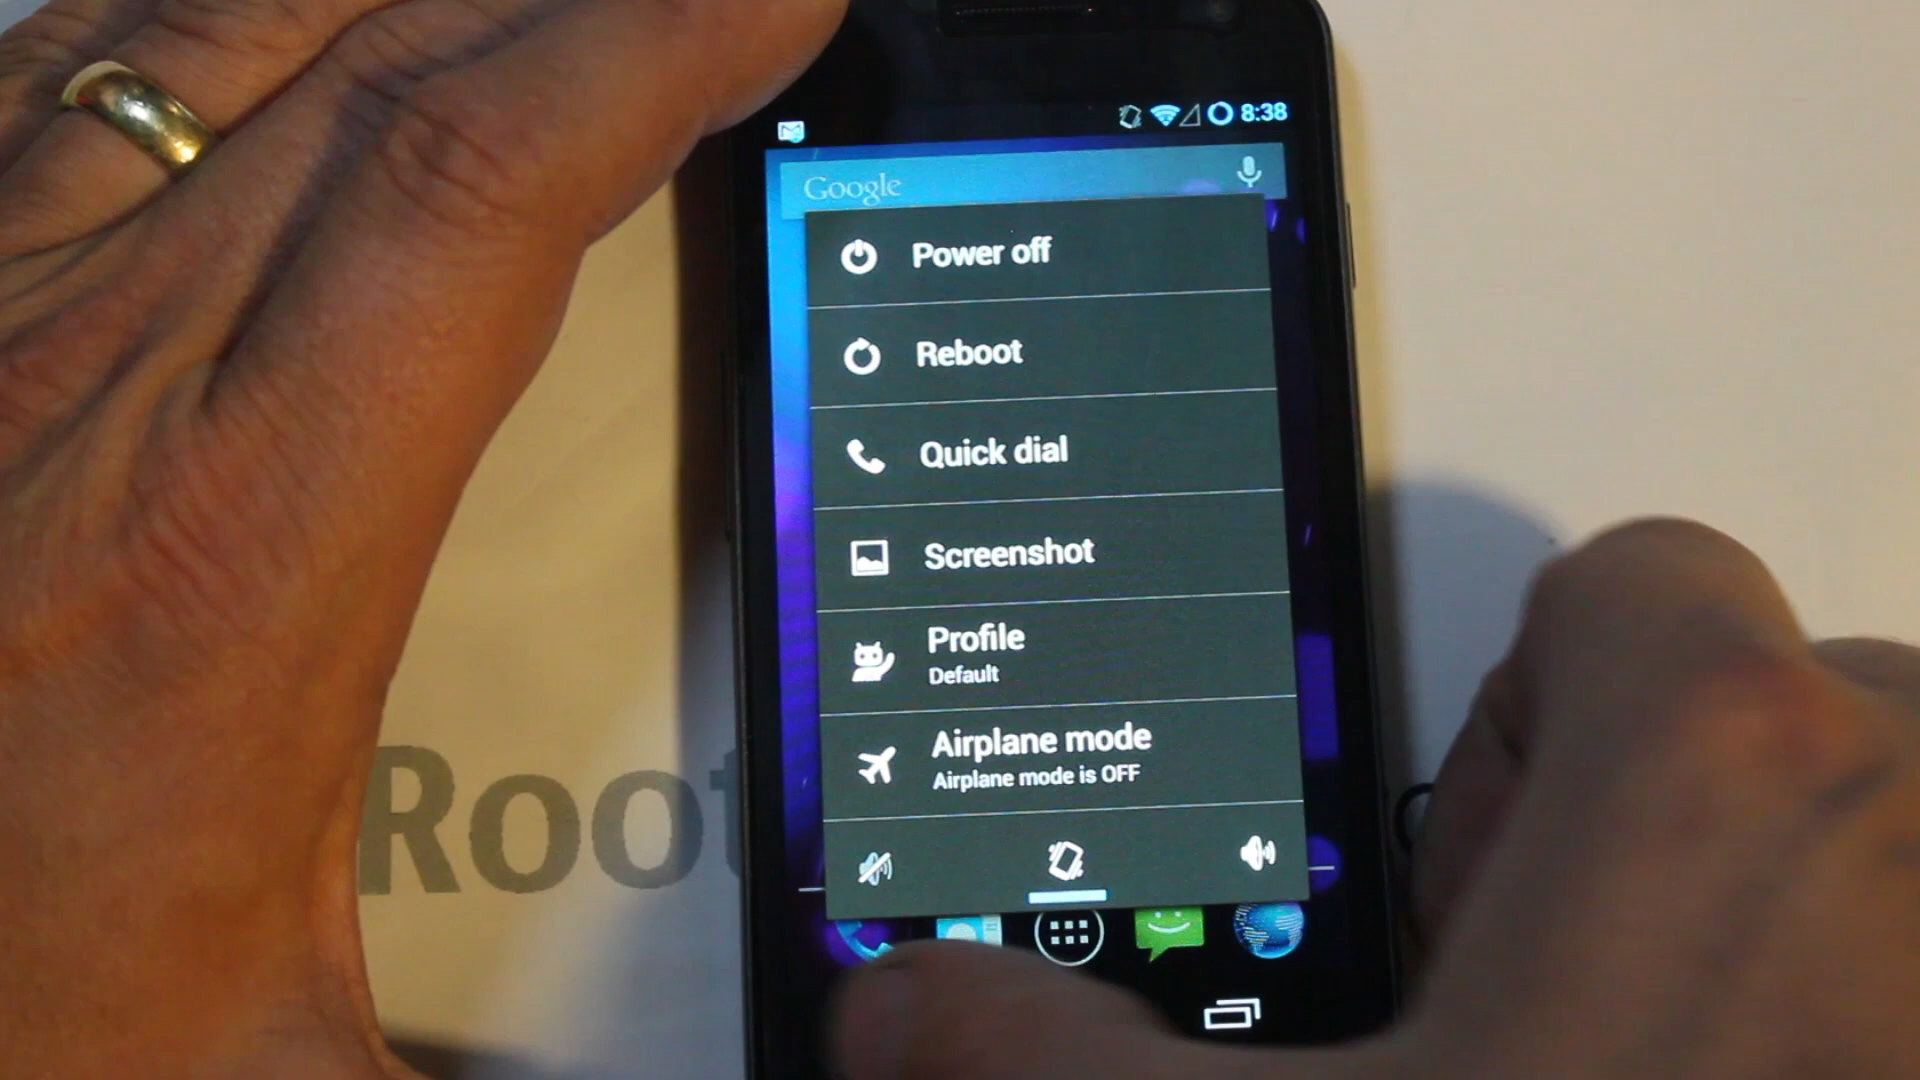 8:38
Google
Power off
Reboot
Quick dial
Screenshot
Profile
Default
Airplane mode
Airplane mode is OFF
Root